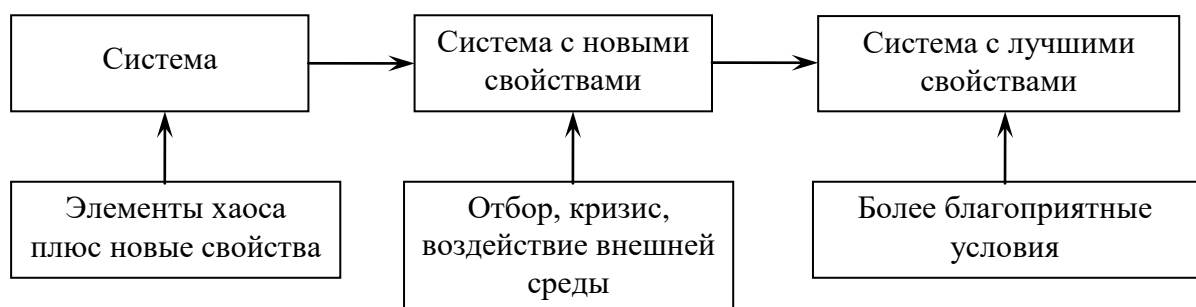 Система
Система с новыми
свойствами
Система с лучшими
свойствами
Элементы хаоса
плюс новые свойства
Отбор, кризис,
воздействие внешней
среды
Более благоприятные
условия